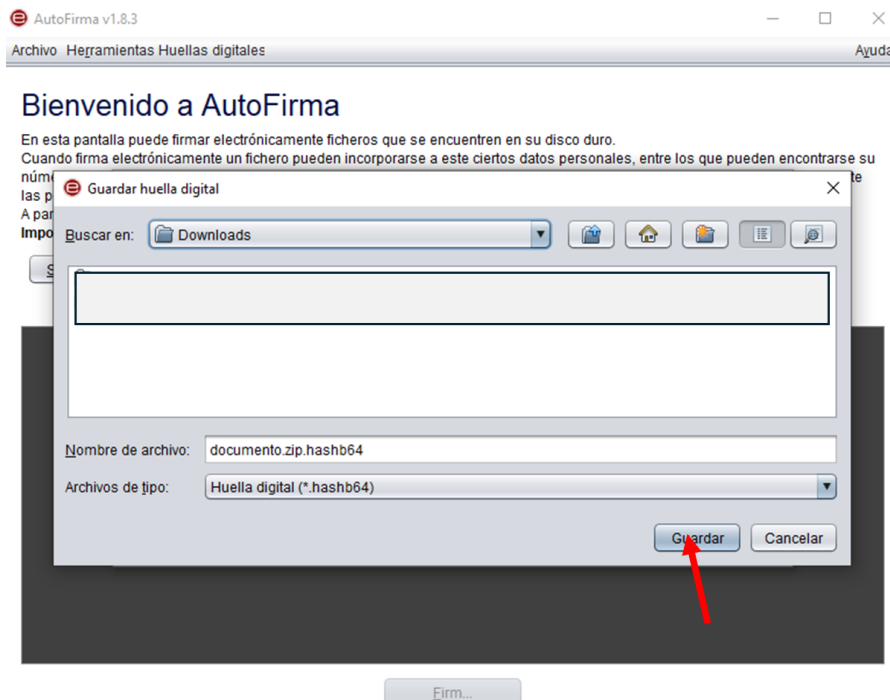 AutoFirma v1.8.3
Archivo Herramientas Huellas digitales Ayuda
Bienvenido a AutoFirma
En esta pantalla puede firmar electrónicamente ficheros que se encuentren en su disco duro.
Cuando firma electrónicamente un fichero pueden incorporarse a este ciertos datos personales, entre los que pueden encontrarse su
Guardar huella digital
las p
A par
Impo
Buscar en: Downloads
Nombre de archivo: documento.zip.hashb64
Archivos de tipo: Huella digital (*.hashb64)
Guardar Cancelar
Firm...